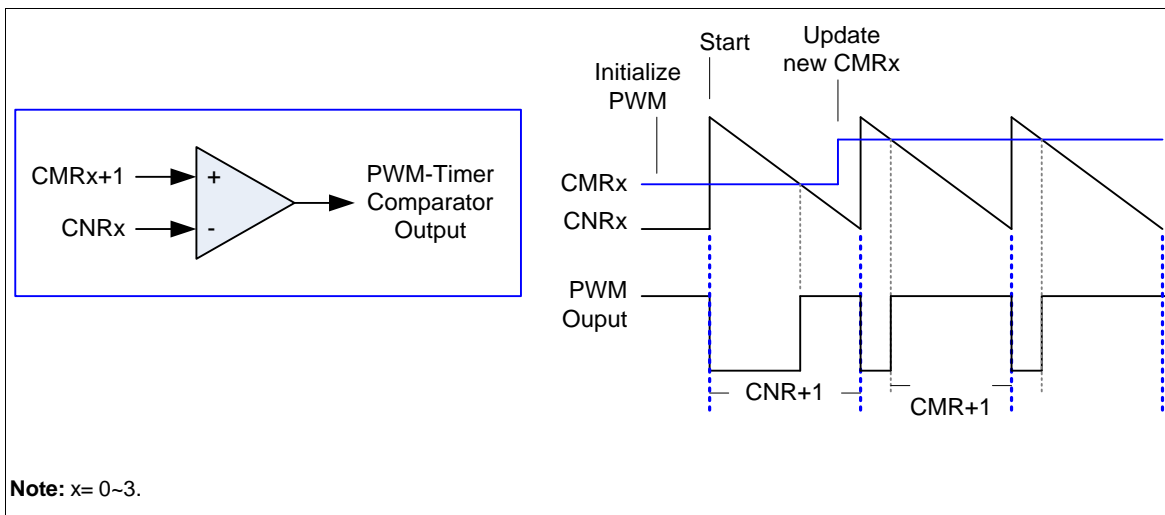 CMRx+1
+
CNRx
-
PWM-Timer
Comparator
Output
Start
Update
new CMRx
Initialize
PWM
CMRx
CNRx
PWM
Ouput
CNR+1
CMR+1
Note: x= 0~3.